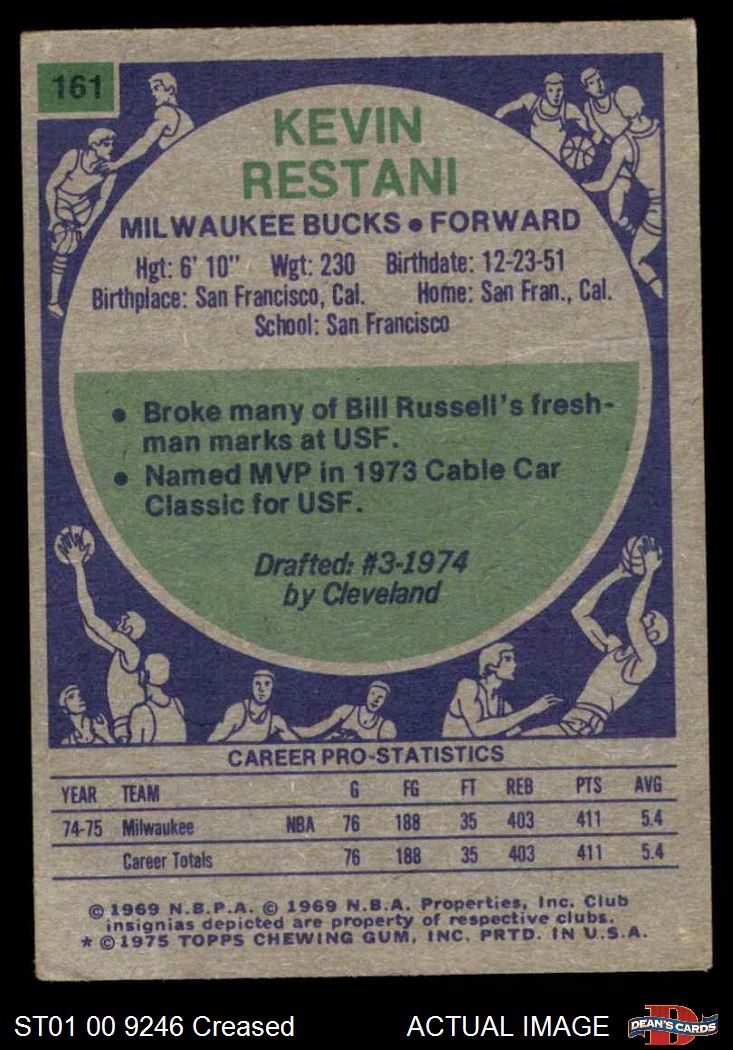 161
KEVIN
RESTANI
MILWAUKEE BUCKS • FORWARD
Hgt: 6' 10" Wgt: 230 Birthdate: 12-23-51
Birthplace: San Francisco, Cal. Home: San Fran., Cal.
School: San Francisco
• Broke many of Bill Russell's fresh-
man marks at USF.
• Named MVP in 1973 Cable Car
Classic for USF.
Drafted: #3-1974
by Cleveland
CAREER PRO-STATISTICS
YEAR TEAM G FG FT REB PTS AVG
74-75 Milwaukee NBA 76 188 35 403 411 5.4
Career Totals 76 188 35 403 411 5.4
© 1969 N.B.P.A. © 1969 N.B.A. Properties, Inc. Club
insignias depicted are property of respective clubs.
* © 1975 TOPPS CHEWING GUM, INC. PRTD. IN U.S.A.
ST01 00 9246 Creased ACTUAL IMAGE DEAN'S CARDS